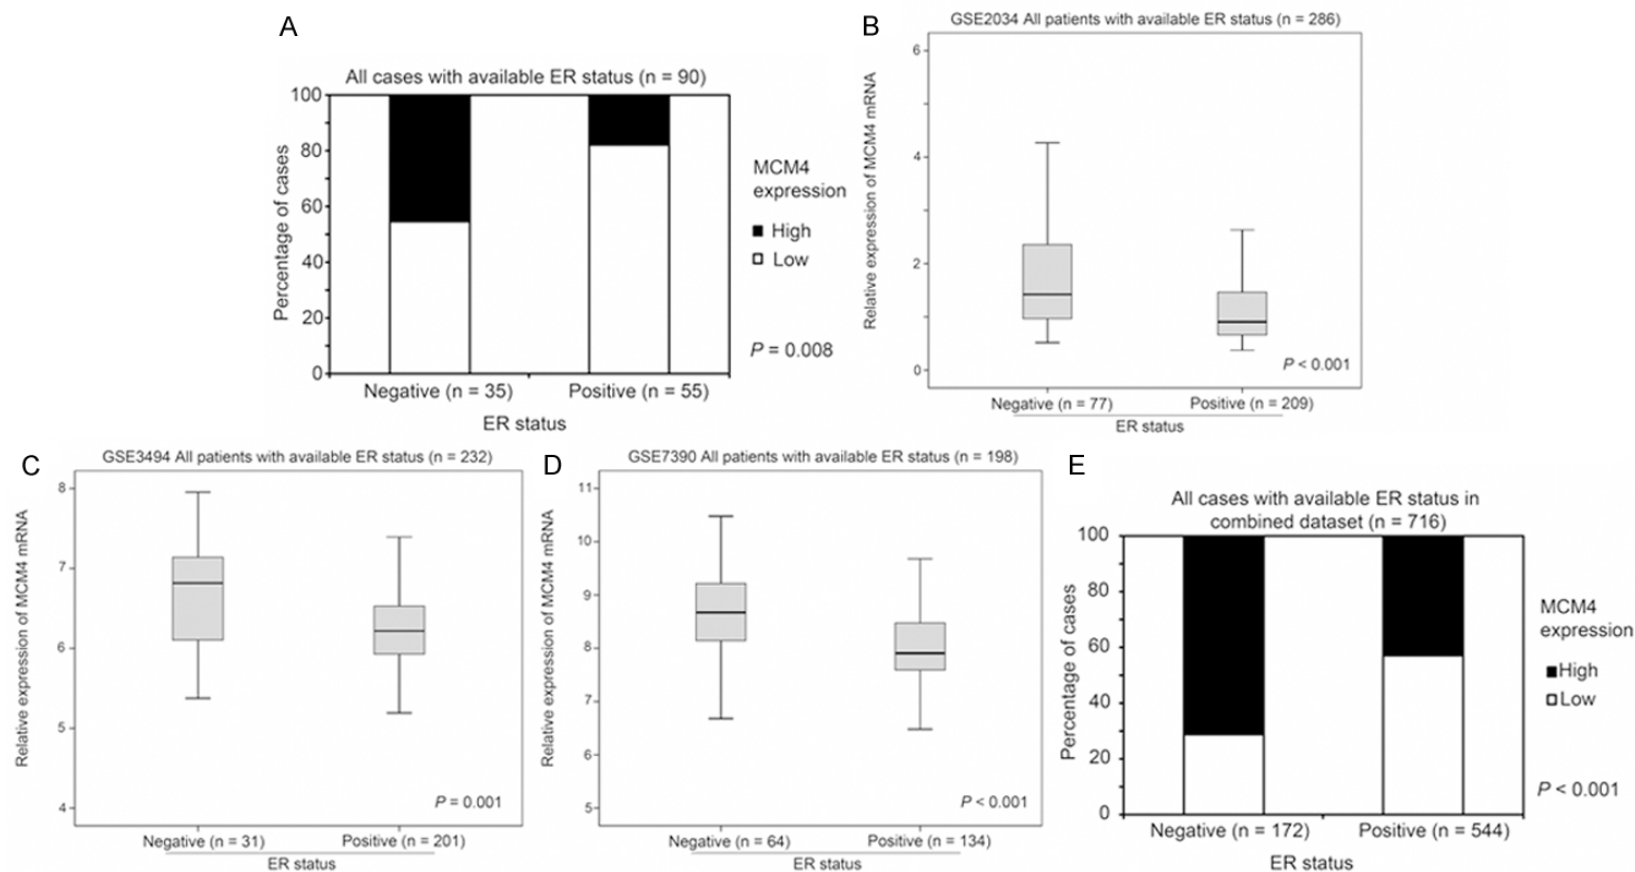 A
All cases with available ER status (n = 90)
100
80
60
40
20
0
Percentage of cases
Negative (n = 35)
Positive (n = 55)
ER status
MCM4
expression
High
Low
P = 0.008
B
GSE2034 All patients with available ER status (n = 286)
6
4
2
0
Relative expression of MCM4 mRNA
P < 0.001
Negative (n = 77)
Positive (n = 209)
ER status
C
GSE3494 All patients with available ER status (n = 232)
8
7
6
5
4
Relative expression of MCM4 mRNA
P = 0.001
Negative (n = 31)
Positive (n = 201)
ER status
D
GSE7390 All patients with available ER status (n = 198)
11
10
9
8
7
6
5
Relative expression of MCM4 mRNA
P < 0.001
Negative (n = 64)
Positive (n = 134)
ER status
E
All cases with available ER status in
combined dataset (n = 716)
100
80
60
40
20
0
Percentage of cases
Negative (n = 172)
Positive (n = 544)
ER status
MCM4
expression
High
Low
P < 0.001